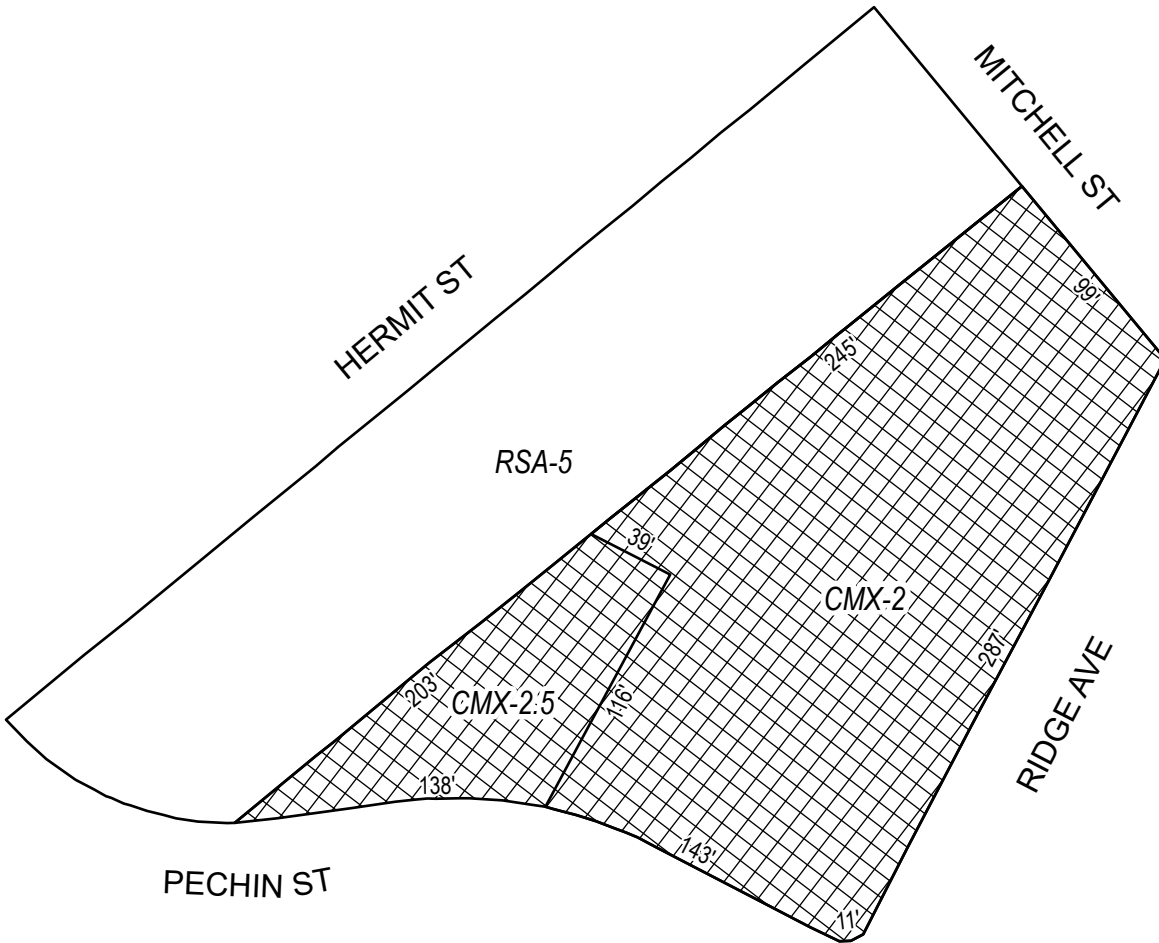 MITCHELL ST
HERMIT ST
99'
245'
RSA-5
39'
CMX-2
287'
203'
CMX-2.5
116'
RIDGE AVE
138'
143'
PECHIN ST
11'